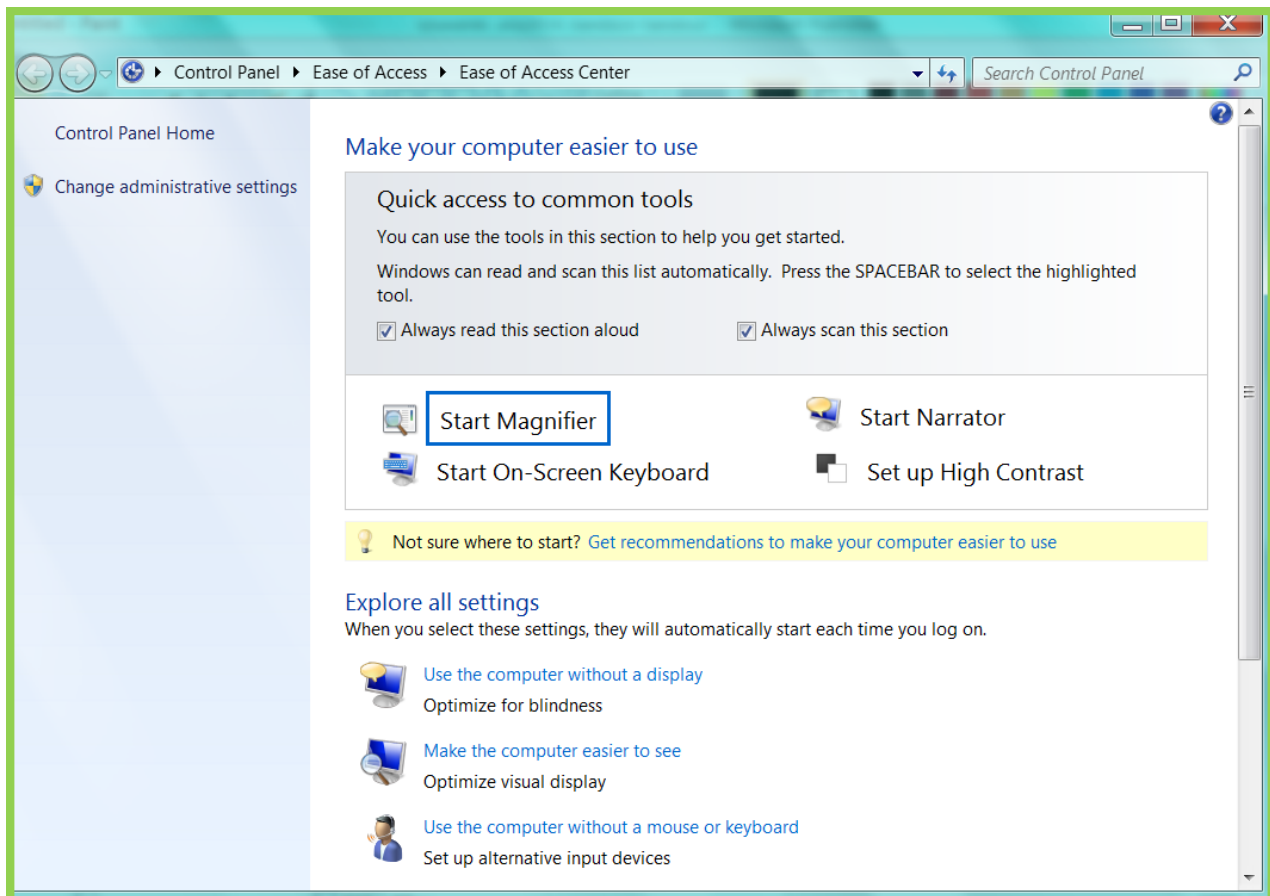 Control Panel ▸ Ease of Access ▸ Ease of Access Center
Search Control Panel
Control Panel Home
Change administrative settings
Make your computer easier to use
Quick access to common tools
You can use the tools in this section to help you get started.
Windows can read and scan this list automatically.  Press the SPACEBAR to select the highlighted
tool.
Always read this section aloud
Always scan this section
Start Magnifier
Start Narrator
Start On-Screen Keyboard
Set up High Contrast
Not sure where to start? Get recommendations to make your computer easier to use
Explore all settings
When you select these settings, they will automatically start each time you log on.
Use the computer without a display
Optimize for blindness
Make the computer easier to see
Optimize visual display
Use the computer without a mouse or keyboard
Set up alternative input devices